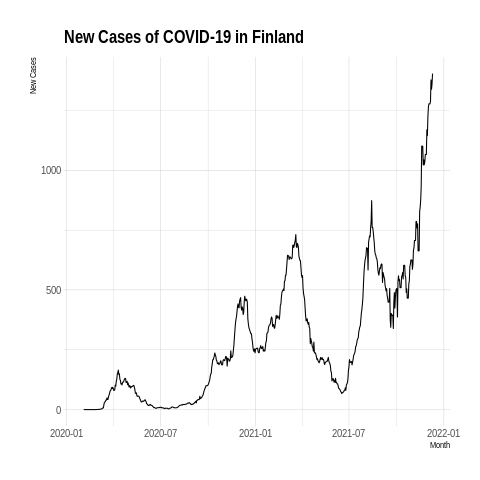 New Cases of COVID-19 in Finland
New Cases
1000
500
0
2020-01 2020-07 2021-01 2021-07 2022-01
Month